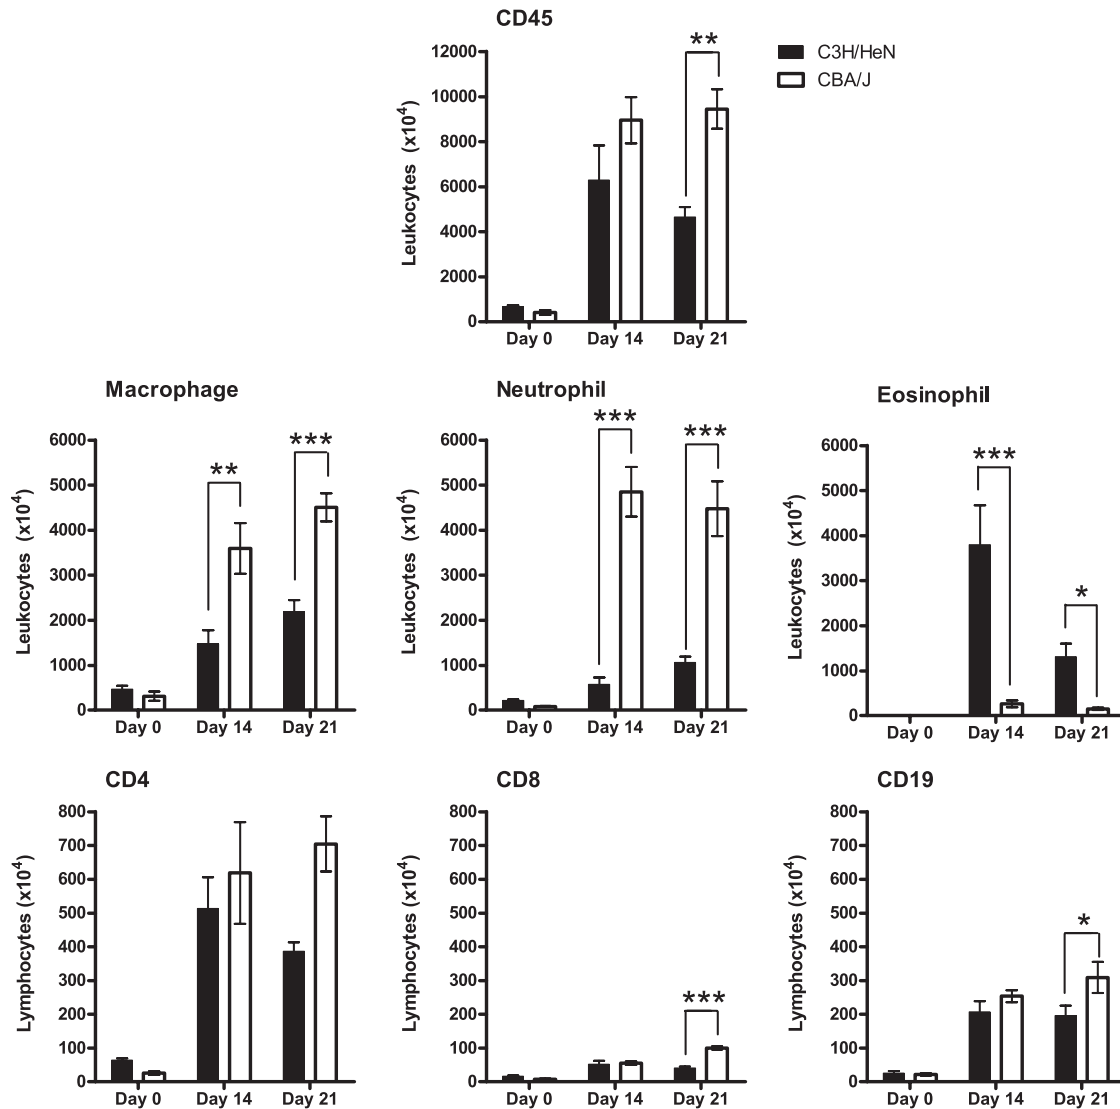 CD45
C3H/HeN
CBA/J
Leukocytes (x10⁴)
12000
10000
8000
6000
4000
2000
0
**
Day 0 Day 14 Day 21
Macrophage
Leukocytes (x10⁴)
6000
5000
4000
3000
2000
1000
0
**
***
Day 0 Day 14 Day 21
Neutrophil
Leukocytes (x10⁴)
6000
5000
4000
3000
2000
1000
0
***
***
Day 0 Day 14 Day 21
Eosinophil
Leukocytes (x10⁴)
6000
5000
4000
3000
2000
1000
0
***
*
Day 0 Day 14 Day 21
CD4
Lymphocytes (x10⁴)
800
700
600
500
400
300
200
100
0
Day 0 Day 14 Day 21
CD8
Lymphocytes (x10⁴)
800
700
600
500
400
300
200
100
0
***
Day 0 Day 14 Day 21
CD19
Lymphocytes (x10⁴)
800
700
600
500
400
300
200
100
0
*
Day 0 Day 14 Day 21